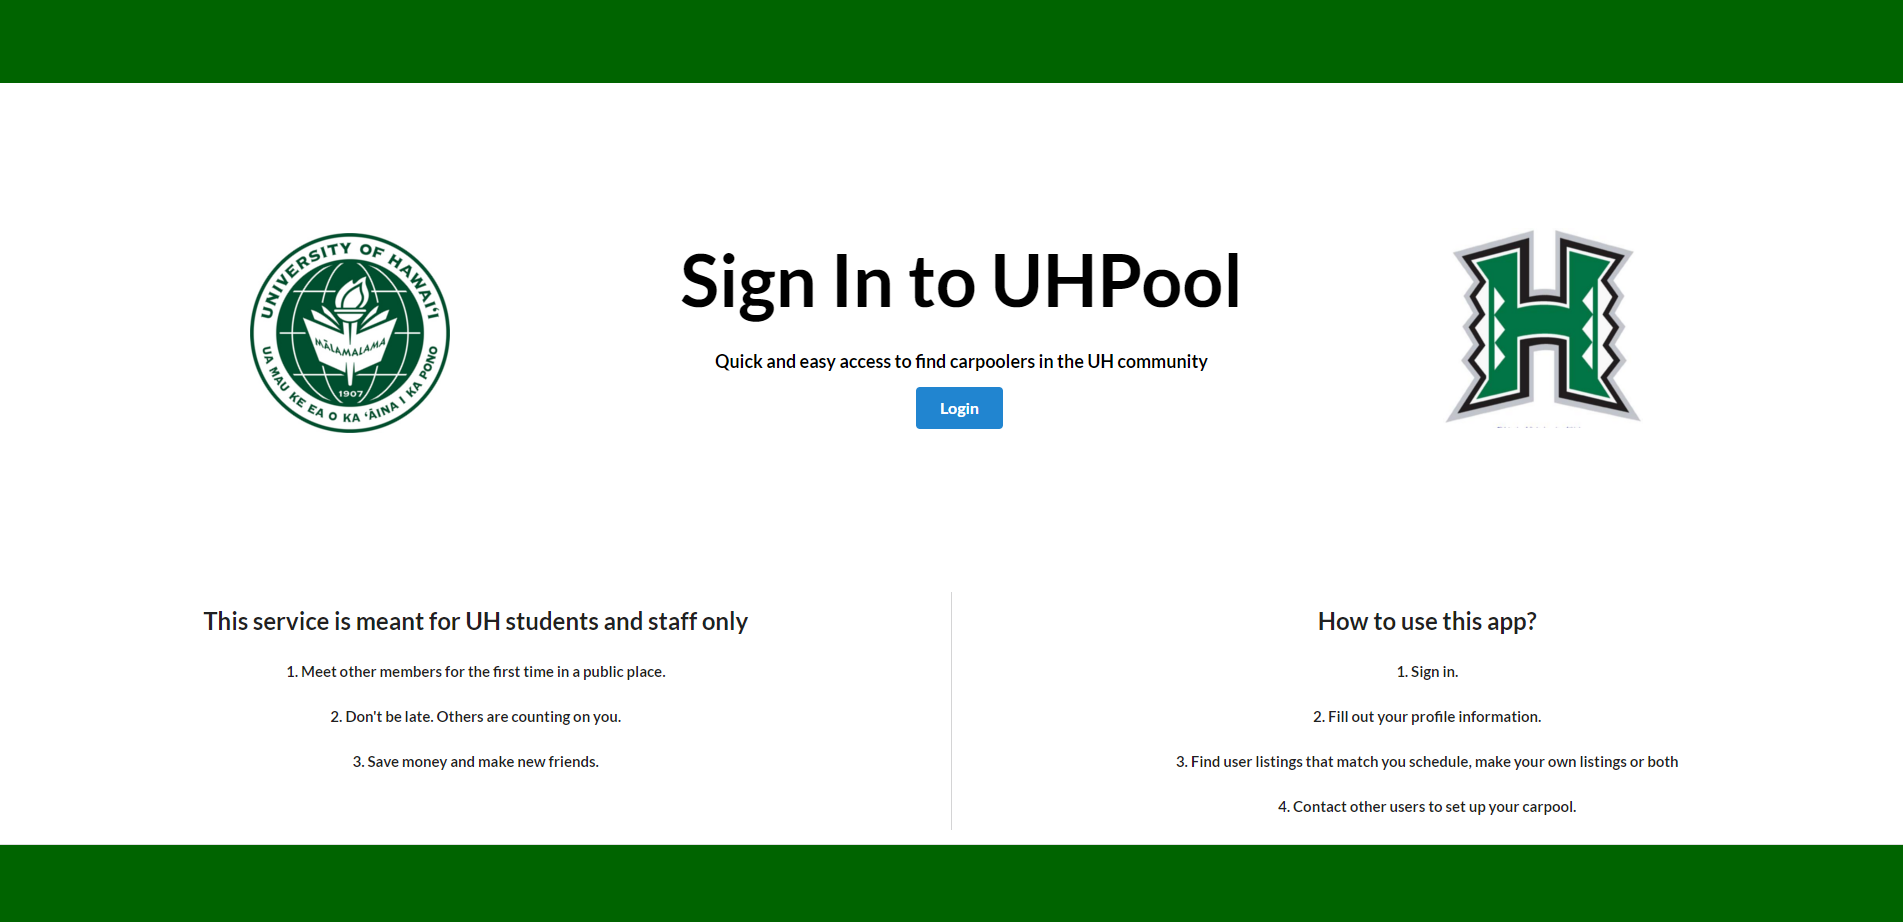 UNIVERSITY OF HAWAIʻI
MĀLAMALAMA
1907
UA MAU KE EA O KA ʻĀINA I KA PONO
Sign In to UHPool
Quick and easy access to find carpoolers in the UH community
Login
H
This service is meant for UH students and staff only
1. Meet other members for the first time in a public place.
2. Don't be late. Others are counting on you.
3. Save money and make new friends.
How to use this app?
1. Sign in.
2. Fill out your profile information.
3. Find user listings that match you schedule, make your own listings or both
4. Contact other users to set up your carpool.